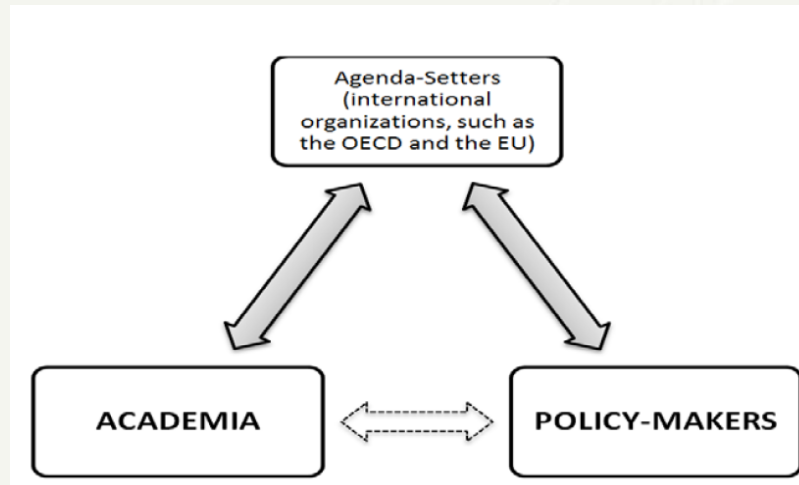 Agenda-Setters
(international
organizations, such as
the OECD and the EU)
ACADEMIA
POLICY-MAKERS